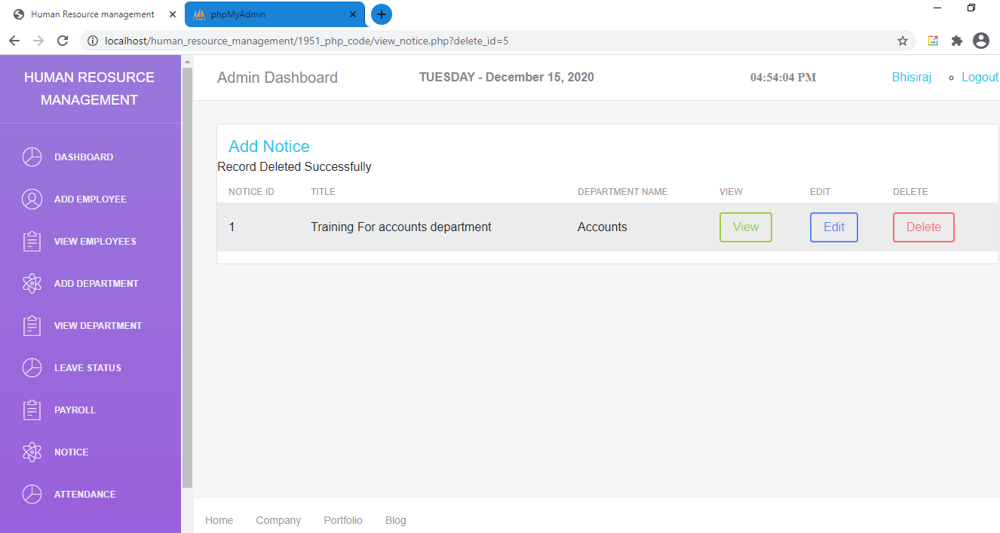 Human Resource management
phpMyAdmin
localhost/human_resource_management/1951_php_code/view_notice.php?delete_id=5
HUMAN REOSURCE
MANAGEMENT
Admin Dashboard
TUESDAY - December 15, 2020
04:54:04 PM
Bhisiraj
Logout
DASHBOARD
ADD EMPLOYEE
VIEW EMPLOYEES
ADD DEPARTMENT
VIEW DEPARTMENT
LEAVE STATUS
PAYROLL
NOTICE
ATTENDANCE
Add Notice
Record Deleted Successfully
NOTICE ID TITLE DEPARTMENT NAME VIEW EDIT DELETE
1 Training For accounts department Accounts View Edit Delete
Home Company Portfolio Blog